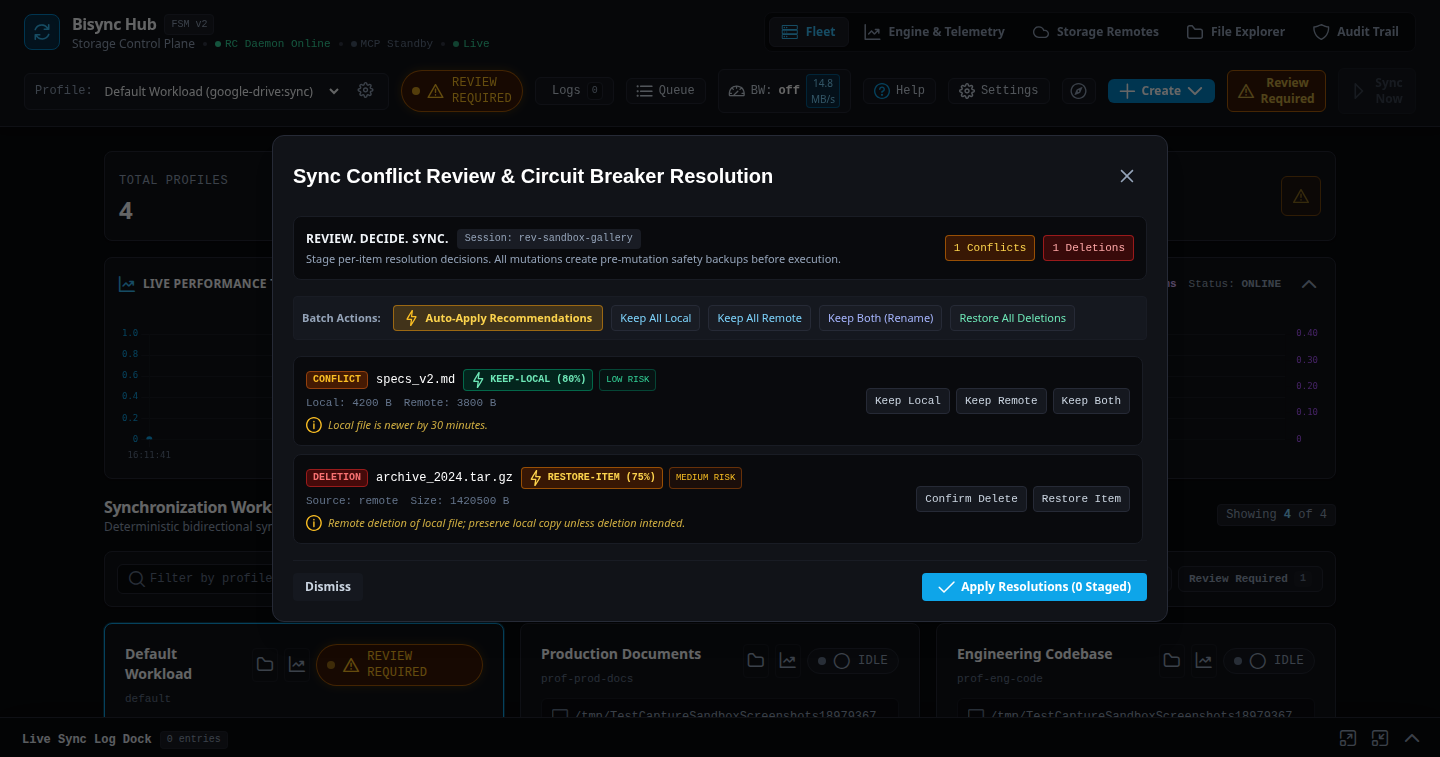 Bisync Hub FSM v2
Storage Control Plane • RC Daemon Online • MCP Standby • Live
Fleet
Engine & Telemetry
Storage Remotes
File Explorer
Audit Trail
Profile: Default Workload (google-drive:sync)
REVIEW
REQUIRED
Logs 0
Queue
BW: off 14.8
MB/s
Help
Settings
Create
Review
Required
Sync
Now
TOTAL PROFILES
4
Sync Conflict Review & Circuit Breaker Resolution
REVIEW. DECIDE. SYNC. Session: rev-sandbox-gallery
Stage per-item resolution decisions. All mutations create pre-mutation safety backups before execution.
1 Conflicts 1 Deletions
LIVE PERFORMANCE
Status: ONLINE
Batch Actions: Auto-Apply Recommendations Keep All Local Keep All Remote Keep Both (Rename) Restore All Deletions
1.0
0.8
0.6
0.4
0.2
0
16:11:41
0.40
0.30
0.20
0.10
0
CONFLICT specs_v2.md KEEP-LOCAL (80%) LOW RISK
Local: 4200 B Remote: 3800 B
Local file is newer by 30 minutes.
Keep Local Keep Remote Keep Both
DELETION archive_2024.tar.gz RESTORE-ITEM (75%) MEDIUM RISK
Source: remote Size: 1420500 B
Remote deletion of local file; preserve local copy unless deletion intended.
Confirm Delete Restore Item
Dismiss
Apply Resolutions (0 Staged)
Synchronization Work
Deterministic bidirectional syn
Showing 4 of 4
Filter by profile
Review Required 1
Default
Workload
default
REVIEW
REQUIRED
Production Documents
prof-prod-docs
IDLE
/tmp/TestCaptureSandboxScreenshots18979367
Engineering Codebase
prof-eng-code
IDLE
/tmp/TestCaptureSandboxScreenshots18979367
Live Sync Log Dock 0 entries